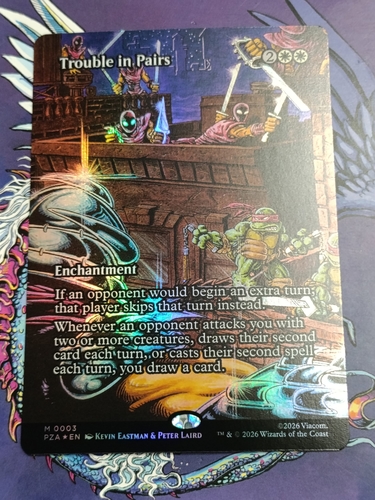 Trouble in Pairs 2
Enchantment
If an opponent would begin an extra turn,
that player skips that turn instead.
Whenever an opponent attacks you with
two or more creatures, draws their second
card each turn, or casts their second spell
each turn, you draw a card.
M 0003
PZA ★ EN KEVIN EASTMAN & PETER LAIRD
©2026 Viacom,
™ & © 2026 Wizards of the Coast